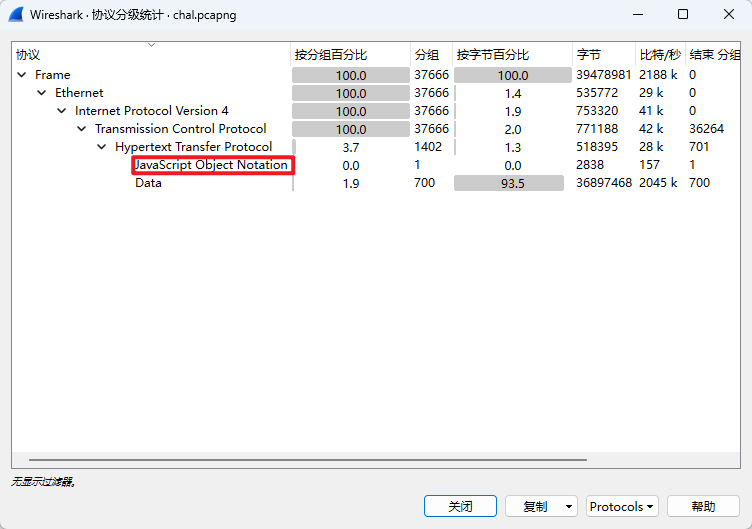 Wireshark · 协议分级统计 · chal.pcapng
协议 按分组百分比 分组 按字节百分比 字节 比特/秒 结束 分组
Frame 100.0 37666 100.0 39478981 2188 k 0
Ethernet 100.0 37666 1.4 535772 29 k 0
Internet Protocol Version 4 100.0 37666 1.9 753320 41 k 0
Transmission Control Protocol 100.0 37666 2.0 771188 42 k 36264
Hypertext Transfer Protocol 3.7 1402 1.3 518395 28 k 701
JavaScript Object Notation 0.0 1 0.0 2838 157 1
Data 1.9 700 93.5 36897468 2045 k 700
无显示过滤器。
关闭 复制 Protocols 帮助